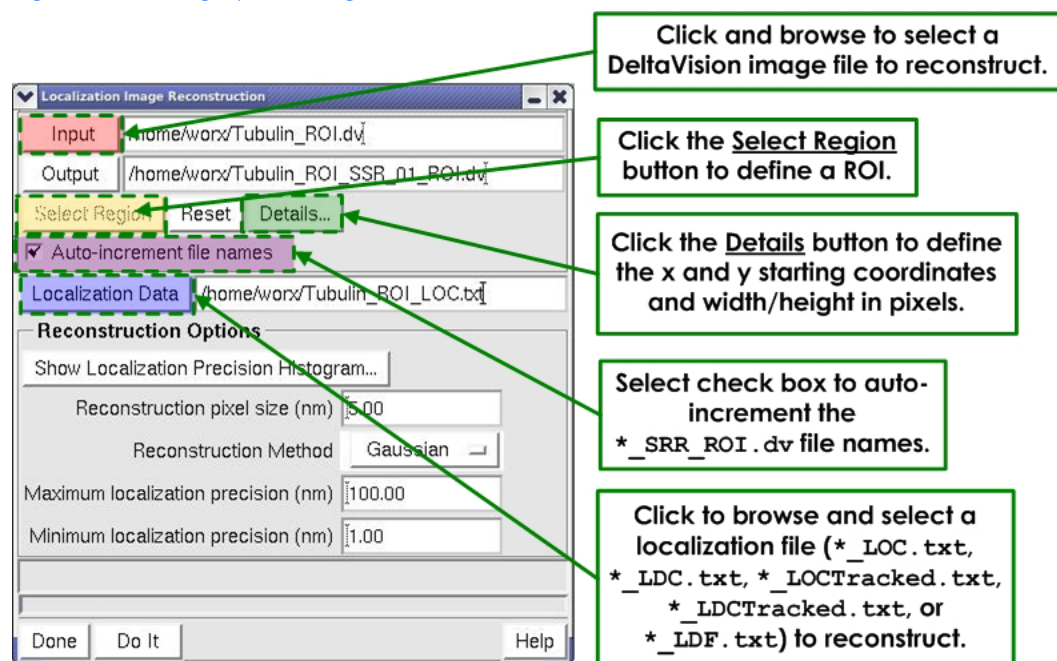 Click and browse to select a
DeltaVision image file to reconstruct.
Localization Image Reconstruction
Input
/home/worx/Tubulin_ROI.dv
Output
/home/worx/Tubulin_ROI_SSR_01_ROI.dv
Click the Select Region
button to define a ROI.
Select Region
Reset
Details...
Auto-increment file names
Click the Details button to define
the x and y starting coordinates
and width/height in pixels.
Localization Data
/home/worx/Tubulin_ROI_LOC.txt
Reconstruction Options
Show Localization Precision Histogram...
Reconstruction pixel size (nm)
5.00
Reconstruction Method
Gaussian
Maximum localization precision (nm)
100.00
Minimum localization precision (nm)
1.00
Select check box to auto-
increment the
*_SRR_ROI.dv file names.
Click to browse and select a
localization file (*_LOC.txt,
*_LDC.txt, *_LOCTracked.txt,
*_LDCTracked.txt, or
*_LDF.txt) to reconstruct.
Done
Do It
Help